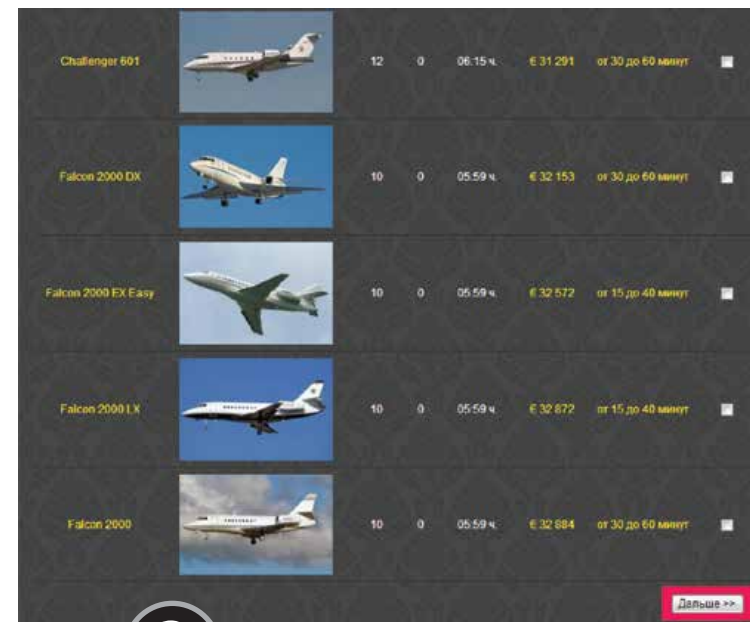 Challenger 601 12 0 06:15 ч. € 31 291 от 30 до 60 минут
Falcon 2000 DX 10 0 05:59 ч. € 32 153 от 30 до 60 минут
Falcon 2000 EX Easy 10 0 05:59 ч. € 32 572 от 15 до 40 минут
Falcon 2000 LX 10 0 05:59 ч. € 32 872 от 15 до 40 минут
Falcon 2000 10 0 05:59 ч. € 32 884 от 30 до 60 минут
Дальше >>